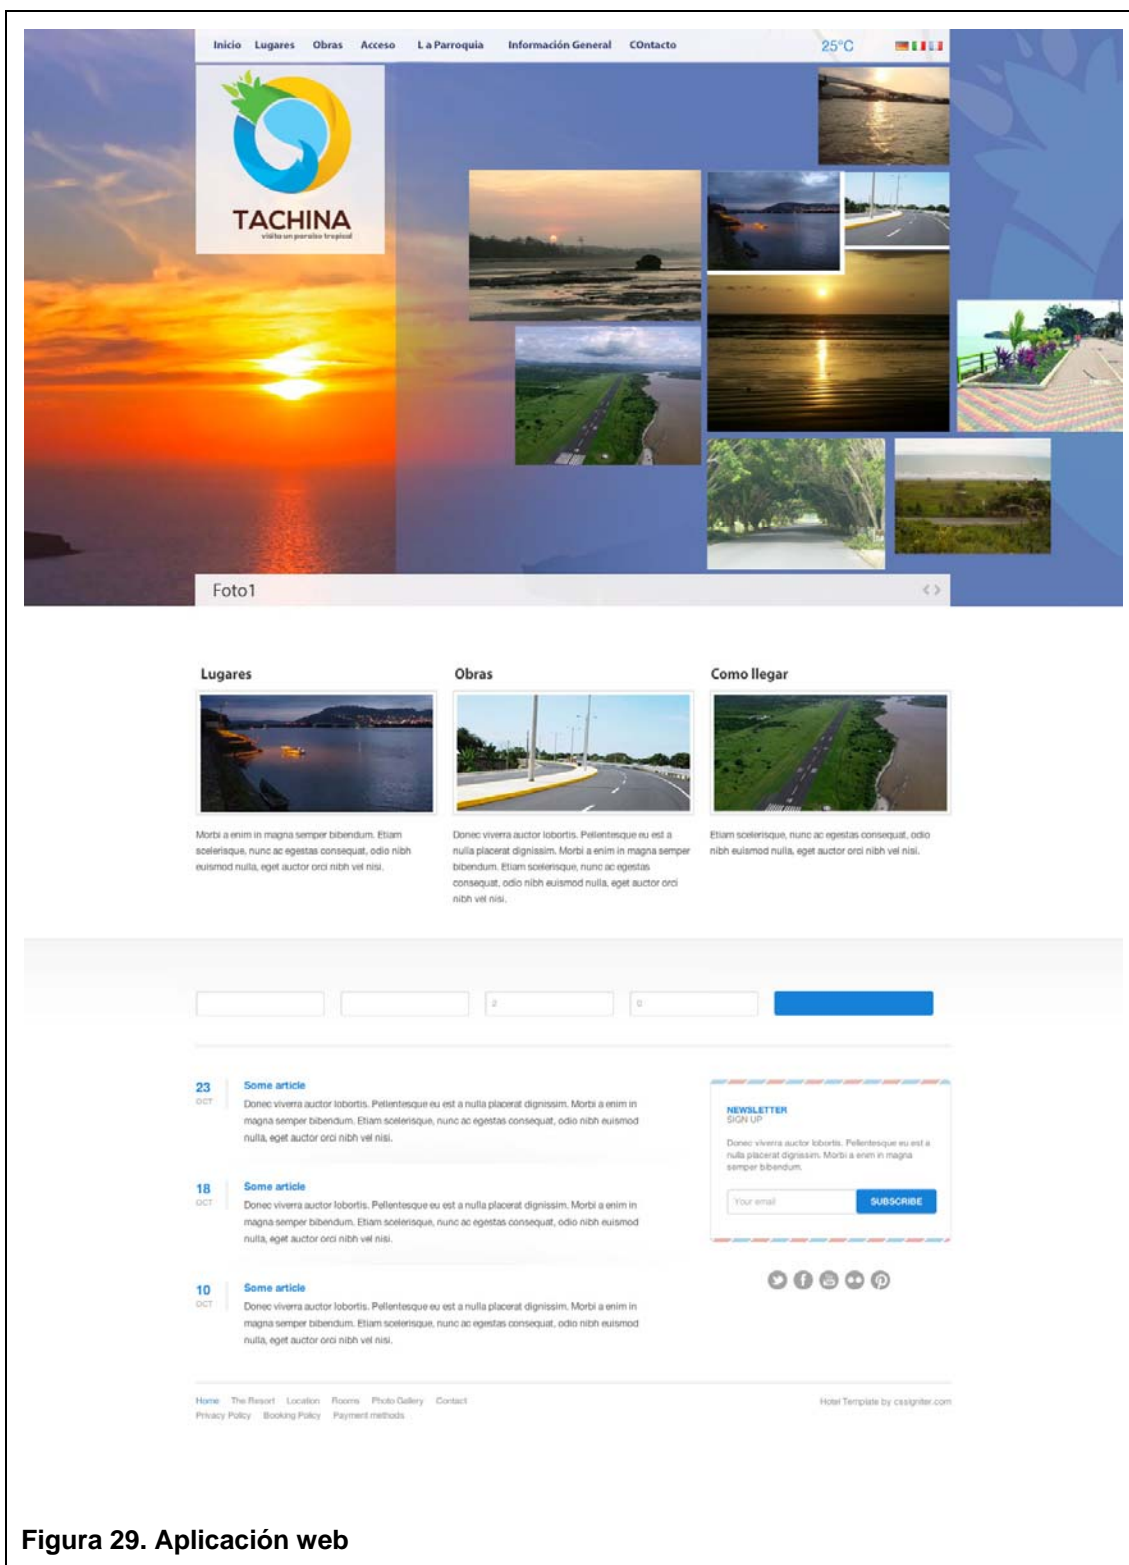 Inicio Lugares Obras Acceso L a Parroquia Información General COntacto 25°C
TACHINA
visita un paraíso tropical
Foto1
Lugares Obras Como llegar
Morbi a enim in magna semper bibendum. Etiam
scelerisque, nunc ac egestas consequat, odio nibh
euismod nulla, eget auctor orci nibh vel nisi.
Donec viverra auctor lobortis. Pellentesque eu est a
nulla placerat dignissim. Morbi a enim in magna semper
bibendum. Etiam scelerisque, nunc ac egestas
consequat, odio nibh euismod nulla, eget auctor orci
nibh vel nisi.
Etiam scelerisque, nunc ac egestas consequat, odio
nibh euismod nulla, eget auctor orci nibh vel nisi.
2 0
23
OCT
Some article
Donec viverra auctor lobortis. Pellentesque eu est a nulla placerat dignissim. Morbi a enim in
magna semper bibendum. Etiam scelerisque, nunc ac egestas consequat, odio nibh euismod
nulla, eget auctor orci nibh vel nisi.
18
OCT
Some article
Donec viverra auctor lobortis. Pellentesque eu est a nulla placerat dignissim. Morbi a enim in
magna semper bibendum. Etiam scelerisque, nunc ac egestas consequat, odio nibh euismod
nulla, eget auctor orci nibh vel nisi.
10
OCT
Some article
Donec viverra auctor lobortis. Pellentesque eu est a nulla placerat dignissim. Morbi a enim in
magna semper bibendum. Etiam scelerisque, nunc ac egestas consequat, odio nibh euismod
nulla, eget auctor orci nibh vel nisi.
NEWSLETTER
SIGN UP
Donec viverra auctor lobortis. Pellentesque eu est a
nulla placerat dignissim. Morbi a enim in magna
semper bibendum.
Your email SUBSCRIBE
Home The Resort Location Rooms Photo Gallery Contact
Privacy Policy Booking Policy Payment methods
Hotel Template by cssigniter.com
Figura 29. Aplicación web